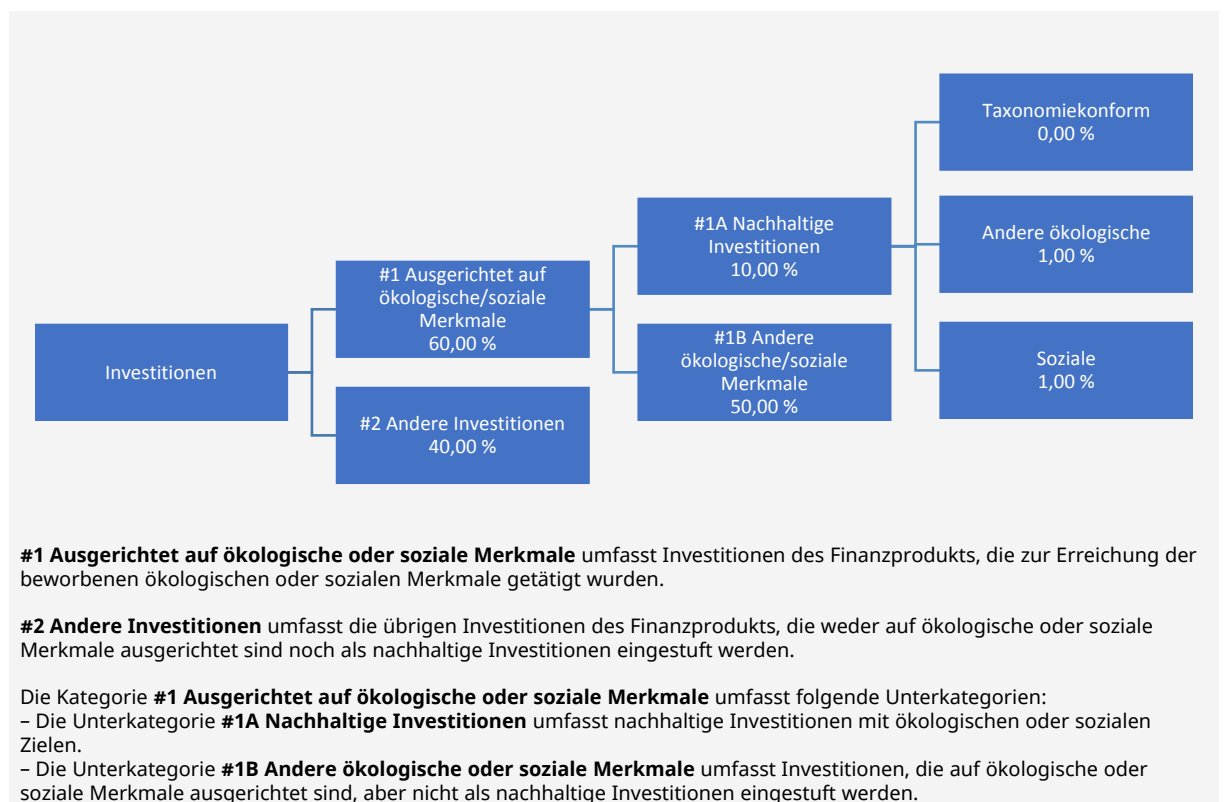 Investitionen
#1 Ausgerichtet auf
ökologische/soziale
Merkmale
60,00 %
#2 Andere Investitionen
40,00 %
#1A Nachhaltige
Investitionen
10,00 %
#1B Andere
ökologische/soziale
Merkmale
50,00 %
Taxonomiekonform
0,00 %
Andere ökologische
1,00 %
Soziale
1,00 %
#1 Ausgerichtet auf ökologische oder soziale Merkmale umfasst Investitionen des Finanzprodukts, die zur Erreichung der
beworbenen ökologischen oder sozialen Merkmale getätigt wurden.
#2 Andere Investitionen umfasst die übrigen Investitionen des Finanzprodukts, die weder auf ökologische oder soziale
Merkmale ausgerichtet sind noch als nachhaltige Investitionen eingestuft werden.
Die Kategorie #1 Ausgerichtet auf ökologische oder soziale Merkmale umfasst folgende Unterkategorien:
– Die Unterkategorie #1A Nachhaltige Investitionen umfasst nachhaltige Investitionen mit ökologischen oder sozialen
Zielen.
– Die Unterkategorie #1B Andere ökologische oder soziale Merkmale umfasst Investitionen, die auf ökologische oder
soziale Merkmale ausgerichtet sind, aber nicht als nachhaltige Investitionen eingestuft werden.